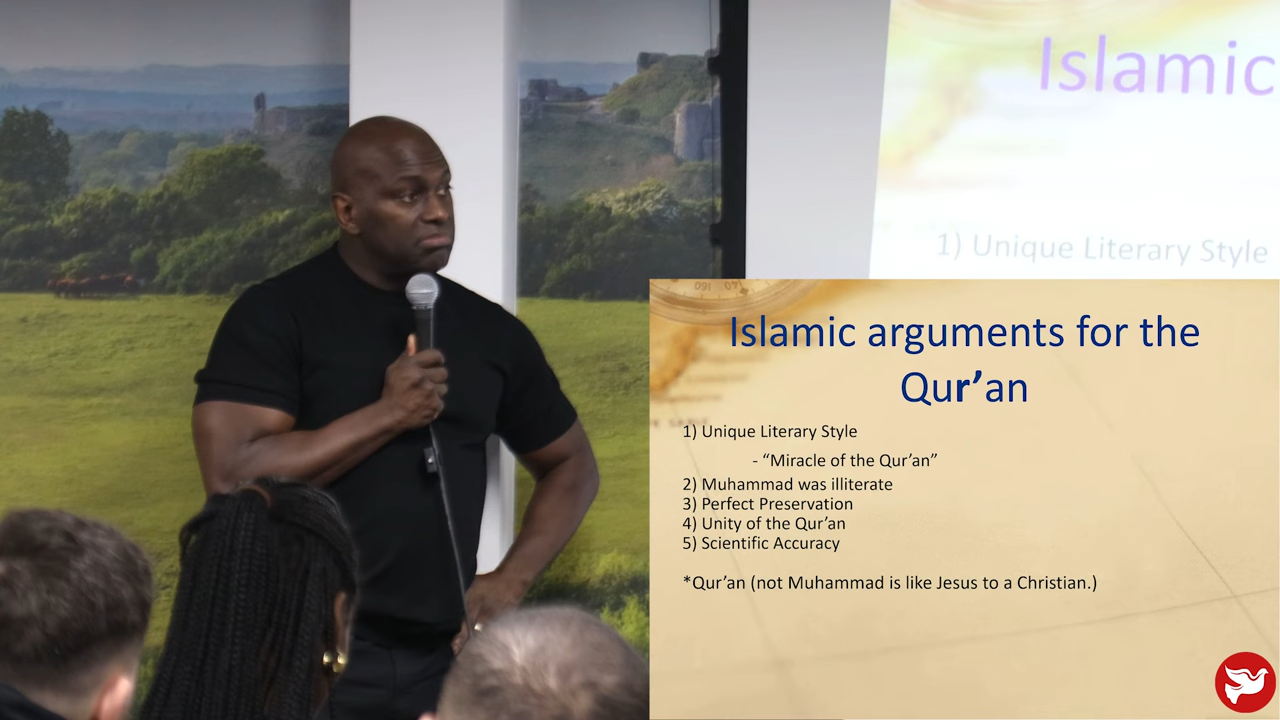 Islamic
1) Unique Literary Style
Islamic arguments for the
Qur’an
1) Unique Literary Style
- “Miracle of the Qur’an”
2) Muhammad was illiterate
3) Perfect Preservation
4) Unity of the Qur’an
5) Scientific Accuracy
*Qur’an (not Muhammad is like Jesus to a Christian.)